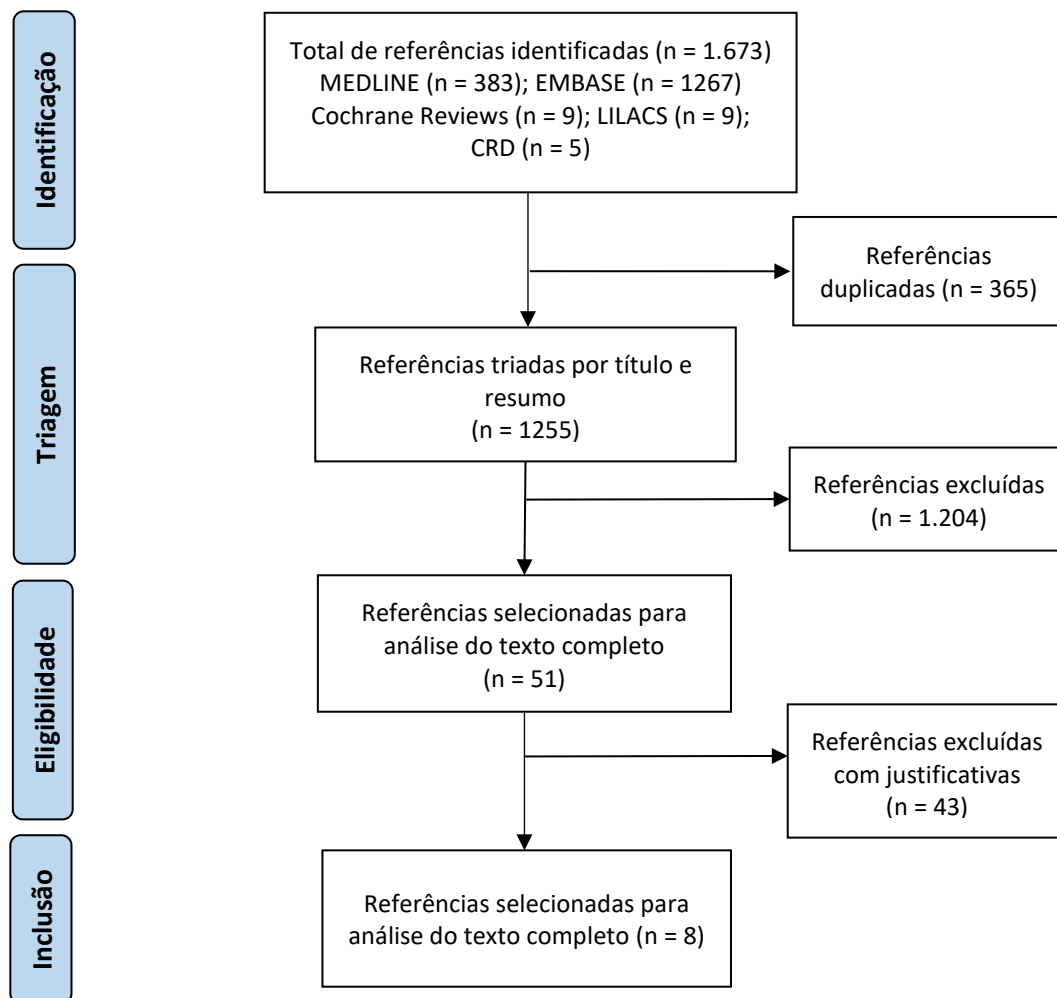 Identificação
Total de referências identificadas (n = 1.673)
MEDLINE (n = 383); EMBASE (n = 1267)
Cochrane Reviews (n = 9); LILACS (n = 9);
CRD (n = 5)
Referências
duplicadas (n = 365)
Triagem
Referências triadas por título e
resumo
(n = 1255)
Referências excluídas
(n = 1.204)
Eligibilidade
Referências selecionadas para
análise do texto completo
(n = 51)
Referências excluídas
com justificativas
(n = 43)
Inclusão
Referências selecionadas para
análise do texto completo (n = 8)